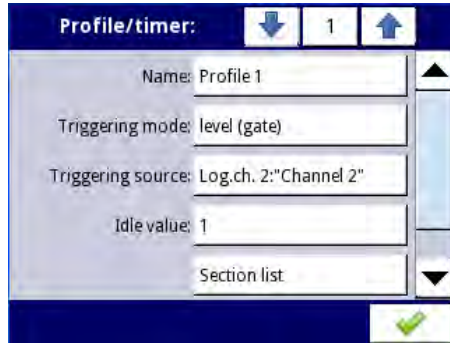 Profile/timer: 1
Name: Profile 1
Triggering mode: level (gate)
Triggering source: Log.ch. 2:"Channel 2"
Idle value: 1
Section list